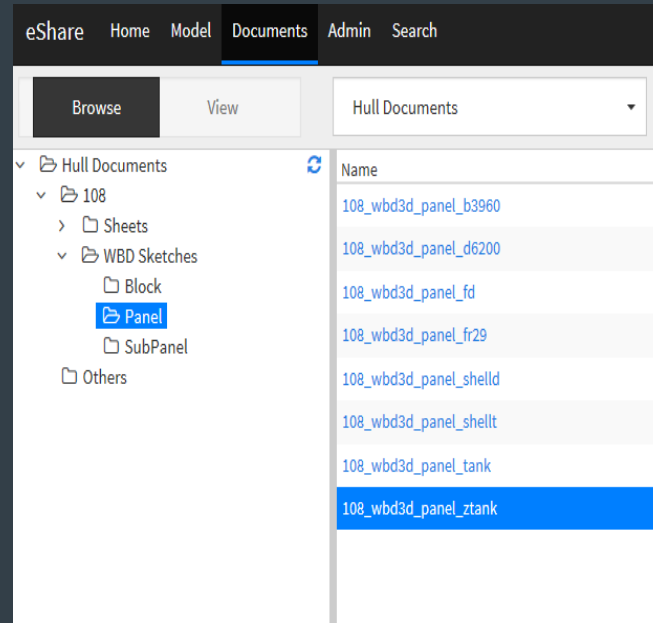 eShare Home Model Documents Admin Search
Browse View Hull Documents
Hull Documents
108
Sheets
WBD Sketches
Block
Panel
SubPanel
Others
Name
108_wbd3d_panel_b3960
108_wbd3d_panel_d6200
108_wbd3d_panel_fd
108_wbd3d_panel_fr29
108_wbd3d_panel_shelld
108_wbd3d_panel_shellt
108_wbd3d_panel_tank
108_wbd3d_panel_ztank